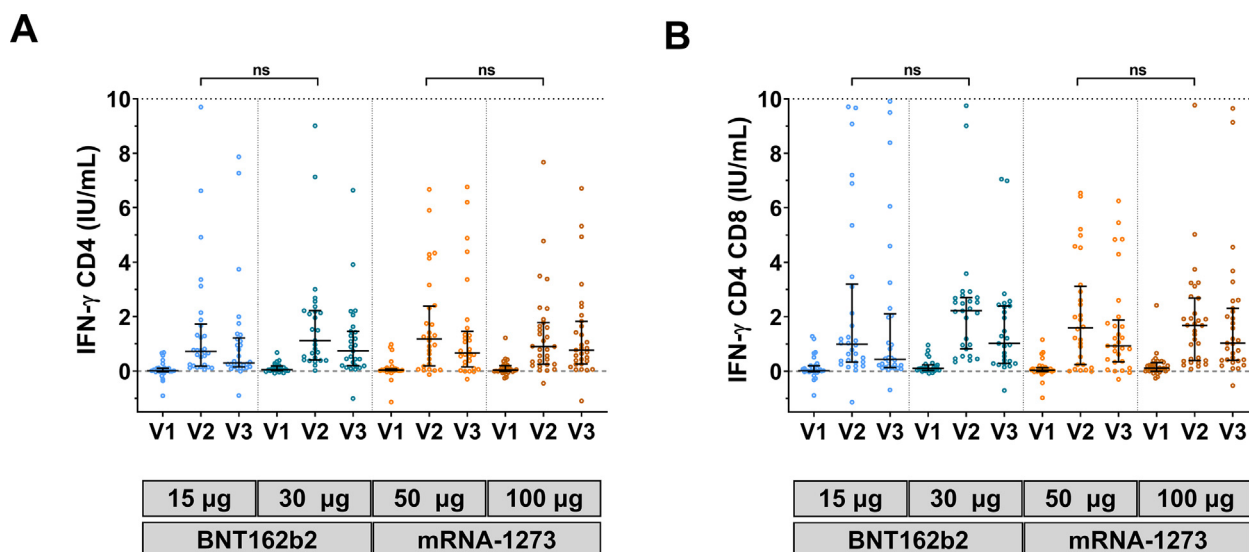 A
ns
ns
IFN-γ CD4 (IU/mL)
10
8
6
4
2
0
V1 V2 V3 V1 V2 V3 V1 V2 V3 V1 V2 V3
15 µg 30 µg 50 µg 100 µg
BNT162b2 mRNA-1273
B
ns
ns
IFN-γ CD4 CD8 (IU/mL)
10
8
6
4
2
0
V1 V2 V3 V1 V2 V3 V1 V2 V3 V1 V2 V3
15 µg 30 µg 50 µg 100 µg
BNT162b2 mRNA-1273